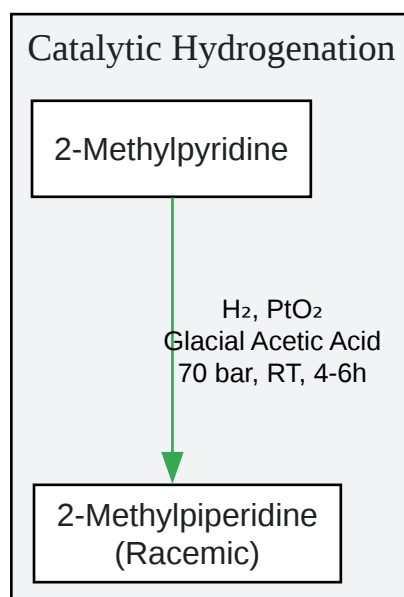 Catalytic Hydrogenation
2-Methylpyridine
H₂, PtO₂
Glacial Acetic Acid
70 bar, RT, 4-6h
2-Methylpiperidine
(Racemic)